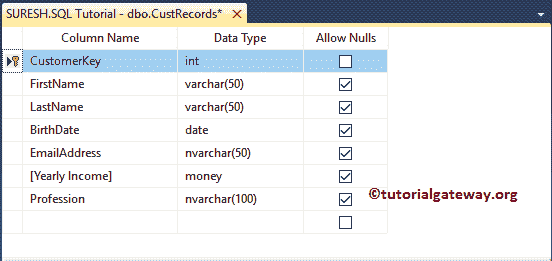 SURESH.SQL Tutorial - dbo.CustRecords*
Column Name Data Type Allow Nulls
CustomerKey int
FirstName varchar(50)
LastName varchar(50)
BirthDate date
EmailAddress nvarchar(50)
[Yearly Income] money
Profession nvarchar(100)
©tutorialgateway.org